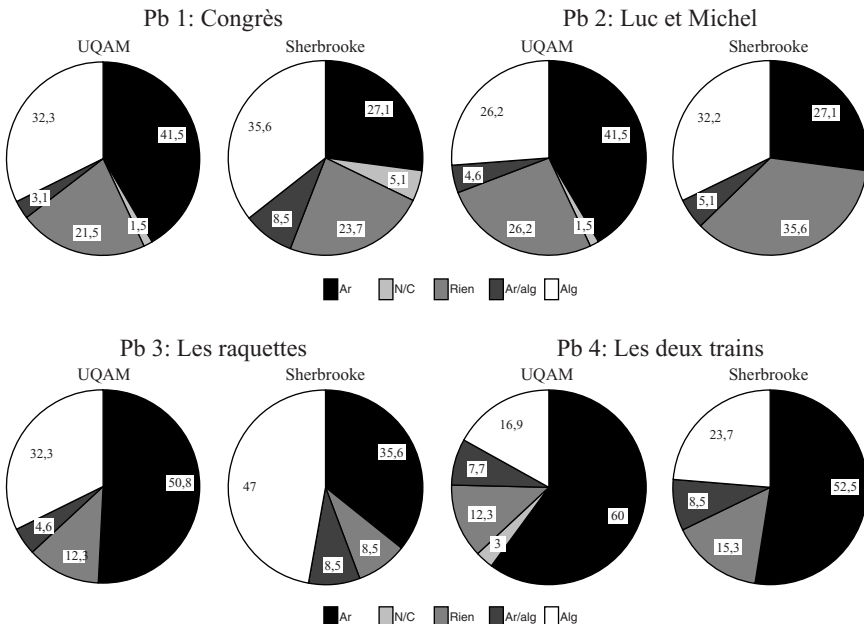 Pb 1: Congrès Pb 2: Luc et Michel
UQAM Sherbrooke UQAM Sherbrooke
32,3 41,5 3,1 21,5 1,5
35,6 27,1 5,1 8,5 23,7
26,2 41,5 4,6 26,2 1,5
32,2 27,1 5,1 35,6
Ar N/C Rien Ar/alg Alg
Pb 3: Les raquettes Pb 4: Les deux trains
UQAM Sherbrooke UQAM Sherbrooke
32,3 50,8 4,6 12,3
47 35,6 8,5 8,5
16,9 7,7 12,3 3 60
23,7 8,5 52,5 15,3
Ar N/C Rien Ar/alg Alg